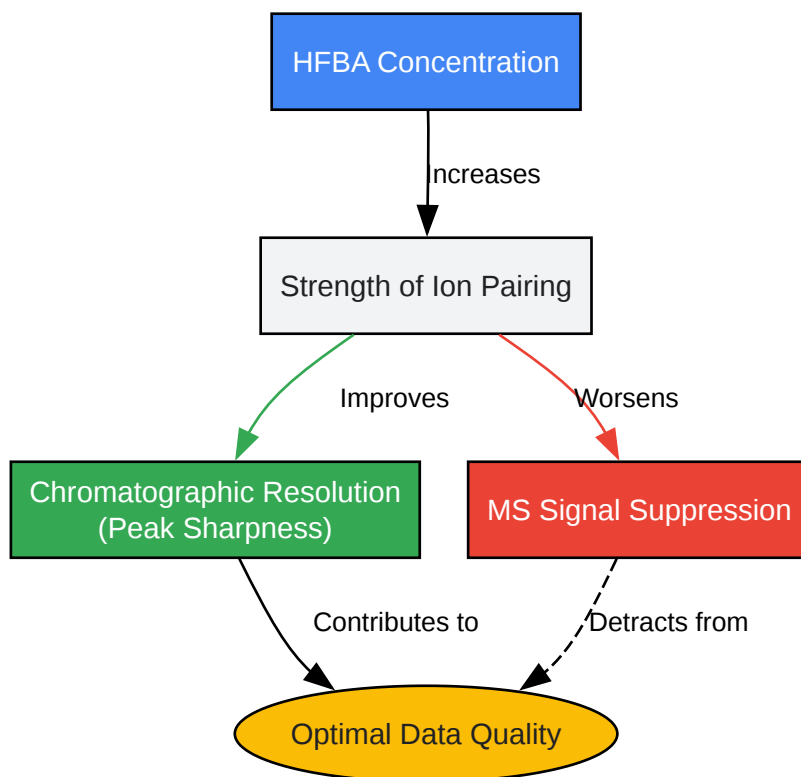 HFBA Concentration
Increases
Strength of Ion Pairing
Improves
Worsens
Chromatographic Resolution
(Peak Sharpness)
MS Signal Suppression
Contributes to
Detracts from
Optimal Data Quality